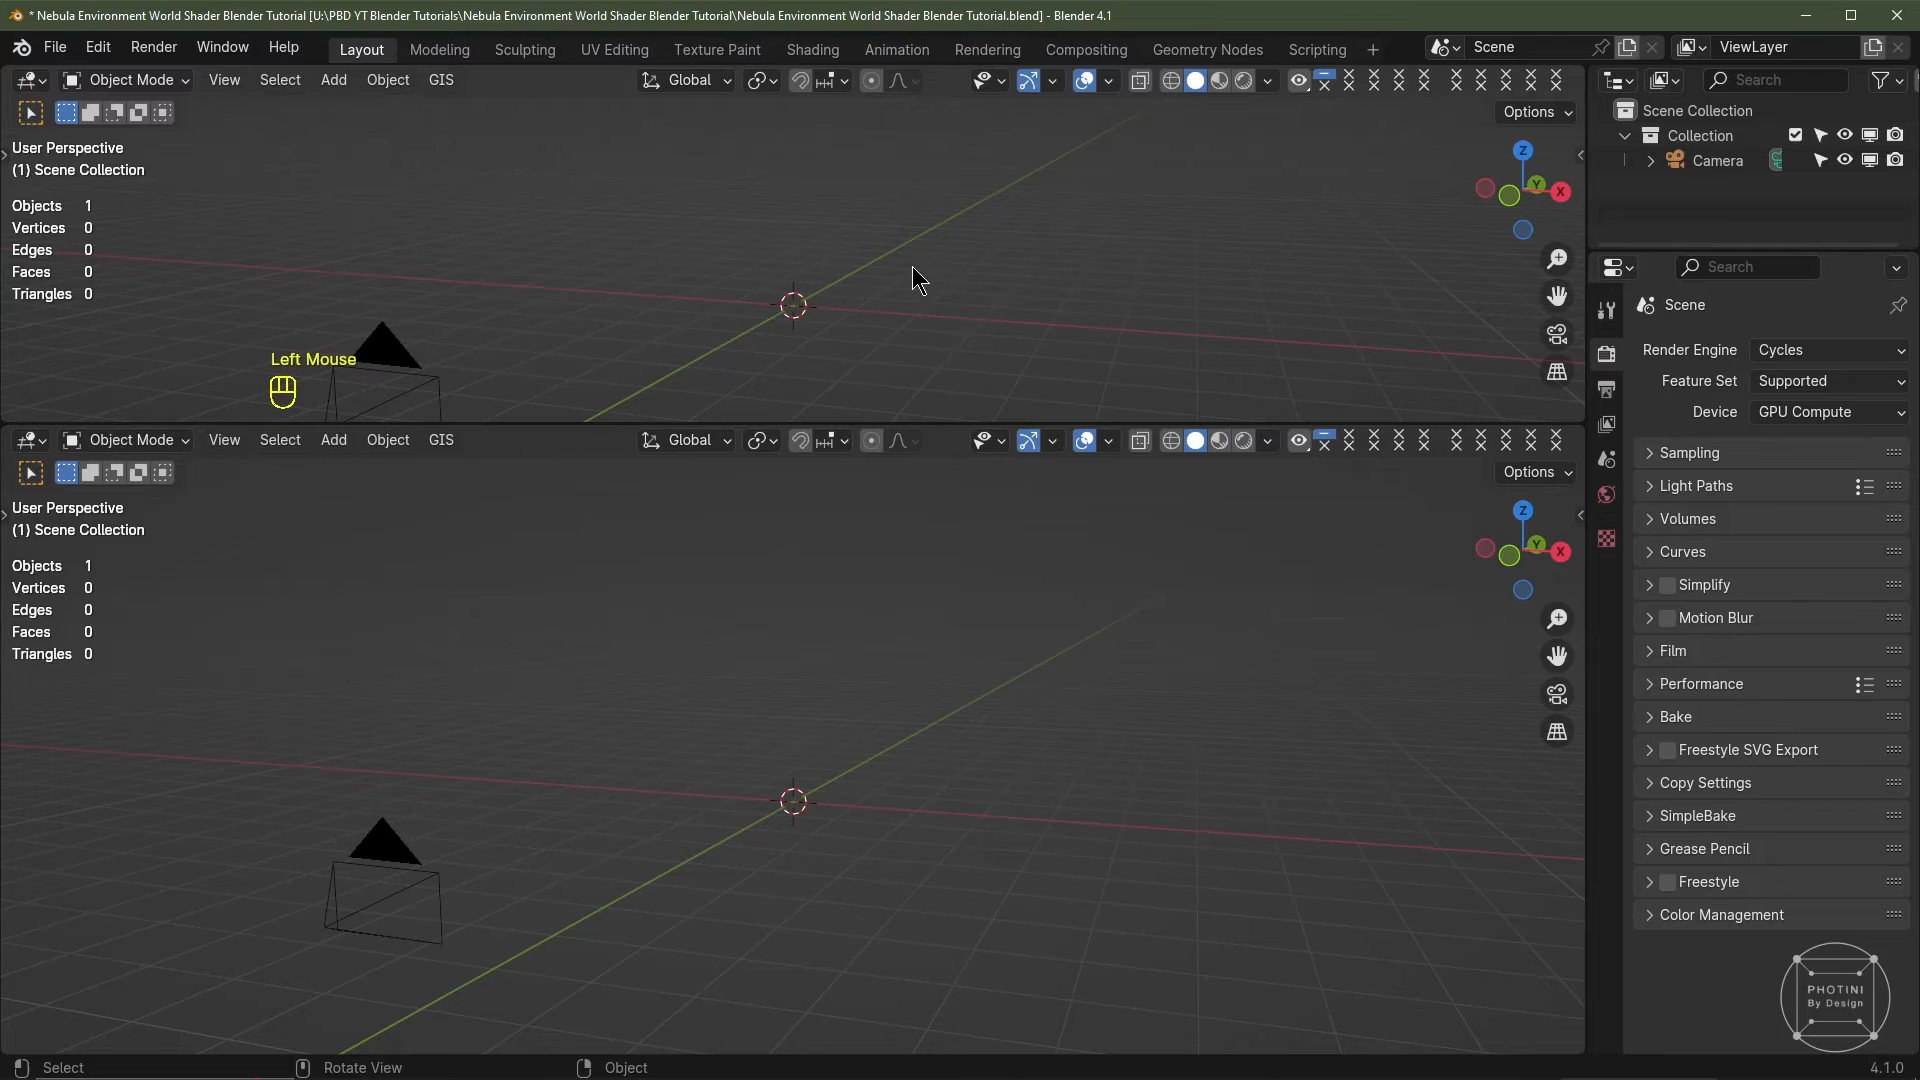 * Nebula Environment World Shader Blender Tutorial [U:\PBD YT Blender Tutorials\Nebula Environment World Shader Blender Tutorial\Nebula Environment World Shader Blender Tutorial.blend] - Blender 4.1
File Edit Render Window Help Layout Modeling Sculpting UV Editing Texture Paint Shading Animation Rendering Compositing Geometry Nodes Scripting + Scene ViewLayer
Object Mode View Select Add Object GIS Global Search
Options
Scene Collection
Collection
Camera
User Perspective
(1) Scene Collection
Objects 1
Vertices 0
Edges 0
Faces 0
Triangles 0
Z
Y
X
Left Mouse
Object Mode View Select Add Object GIS Global
Options
User Perspective
(1) Scene Collection
Objects 1
Vertices 0
Edges 0
Faces 0
Triangles 0
Z
Y
X
Search
Scene
Render Engine Cycles
Feature Set Supported
Device GPU Compute
Sampling
Light Paths
Volumes
Curves
Simplify
Motion Blur
Film
Performance
Bake
Freestyle SVG Export
Copy Settings
SimpleBake
Grease Pencil
Freestyle
Color Management
PHOTINI
By Design
Select Rotate View Object 4.1.0